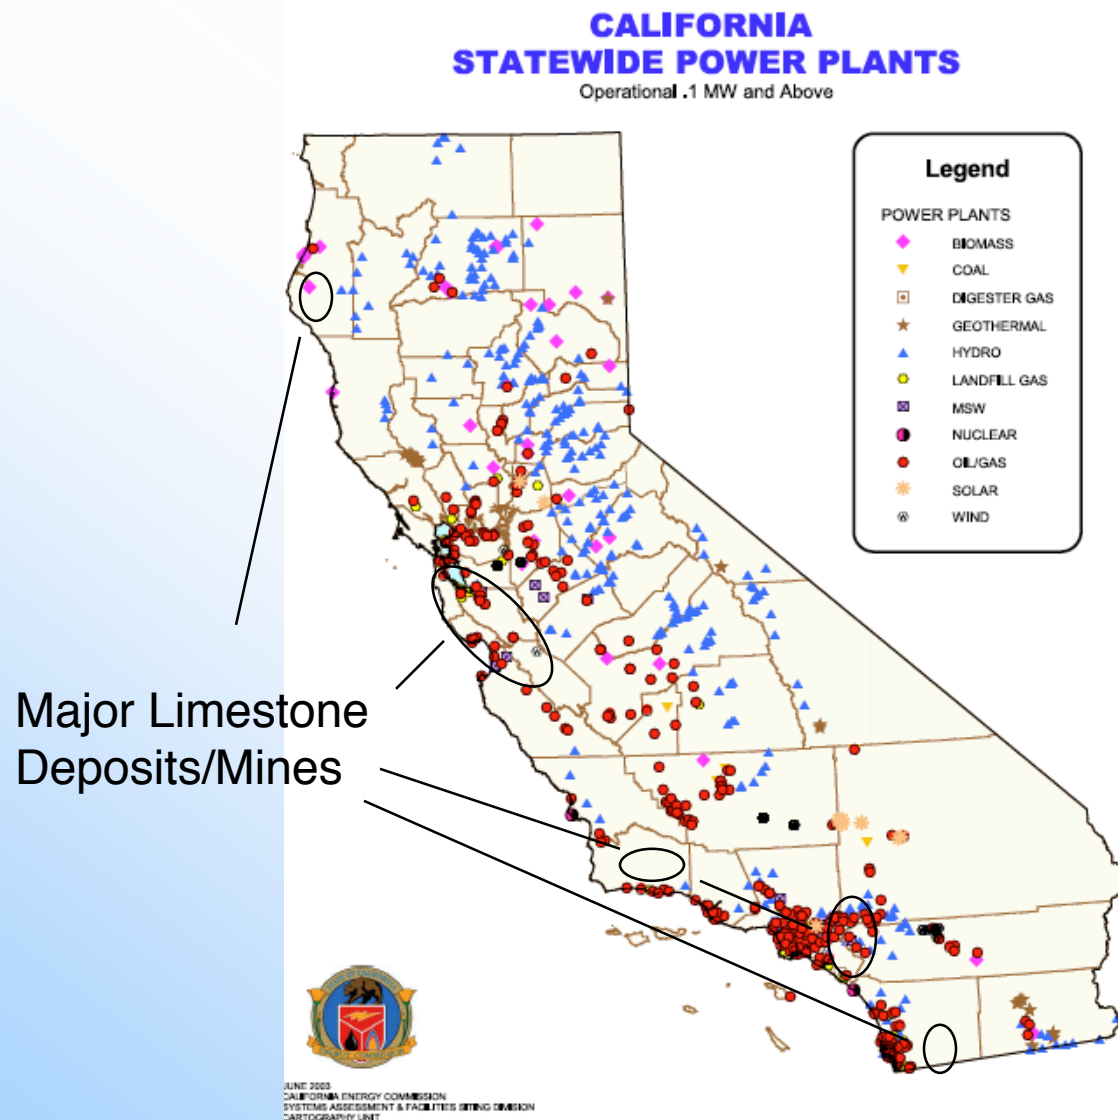 CALIFORNIA
STATEWIDE POWER PLANTS
Operational .1 MW and Above
Legend
POWER PLANTS
BIOMASS
COAL
DIGESTER GAS
GEOTHERMAL
HYDRO
LANDFILL GAS
MSW
NUCLEAR
OIL/GAS
SOLAR
WIND
Major Limestone
Deposits/Mines
JUNE 2003
CALIFORNIA ENERGY COMMISSION
SYSTEMS ASSESSMENT & FACILITIES SITING DIVISION
CARTOGRAPHY UNIT